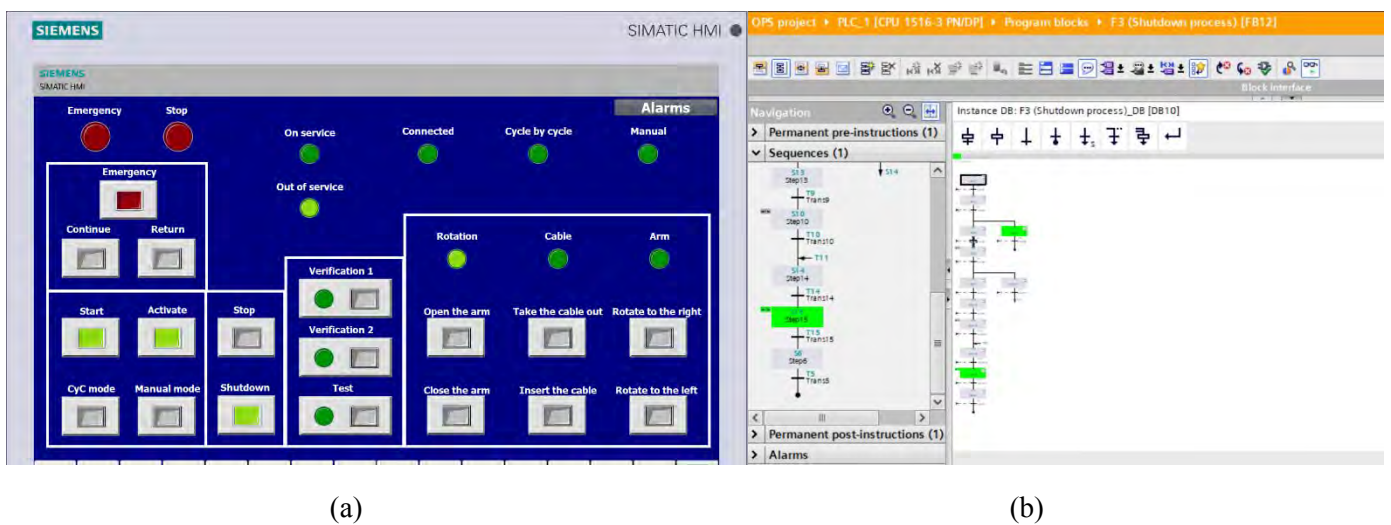 SIEMENS
SIMATIC HMI
SIEMENS
SIMATIC HMI
Alarms
Emergency Stop
On service Connected Cycle by cycle Manual
Emergency
Out of service
Continue Return
Rotation Cable Arm
Verification 1
Start Activate Stop
Open the arm Take the cable out Rotate to the right
Verification 2
CyC mode Manual mode Shutdown Test
Close the arm Insert the cable Rotate to the left
OPS project PLC_1 [CPU 1516-3 PN/DP] Program blocks F3 (Shutdown process) [FB12]
Block interface
Navigation
Instance DB: F3 (Shutdown process)_DB [DB10]
Permanent pre-instructions (1)
Sequences (1)
S13
Step13
S14
T9
Trans9
S10
Step10
T10
Trans10
T11
S14
Step14
T14
Trans14
Step15
T15
Trans15
S6
Step6
T5
Trans5
Permanent post-instructions (1)
Alarms
(a)
(b)